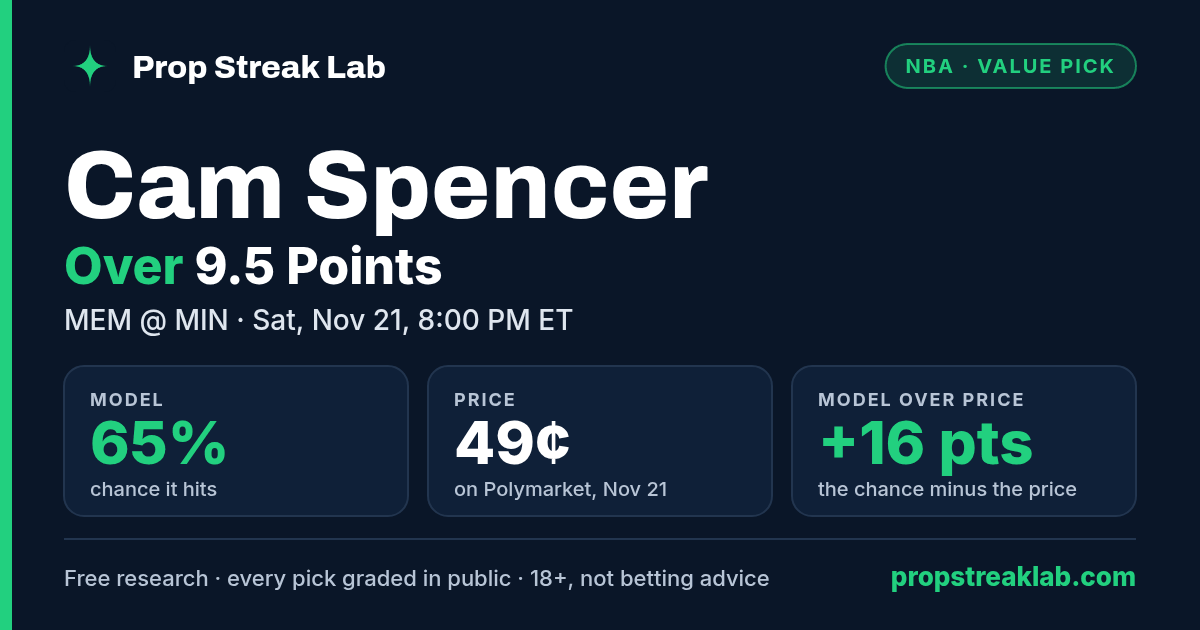 Prop Streak Lab
NBA · VALUE PICK
Cam Spencer
Over 9.5 Points
MEM @ MIN · Sat, Nov 21, 8:00 PM ET
MODEL
65%
chance it hits
PRICE
49¢
on Polymarket, Nov 21
MODEL OVER PRICE
+16 pts
the chance minus the price
Free research · every pick graded in public · 18+, not betting advice
propstreaklab.com